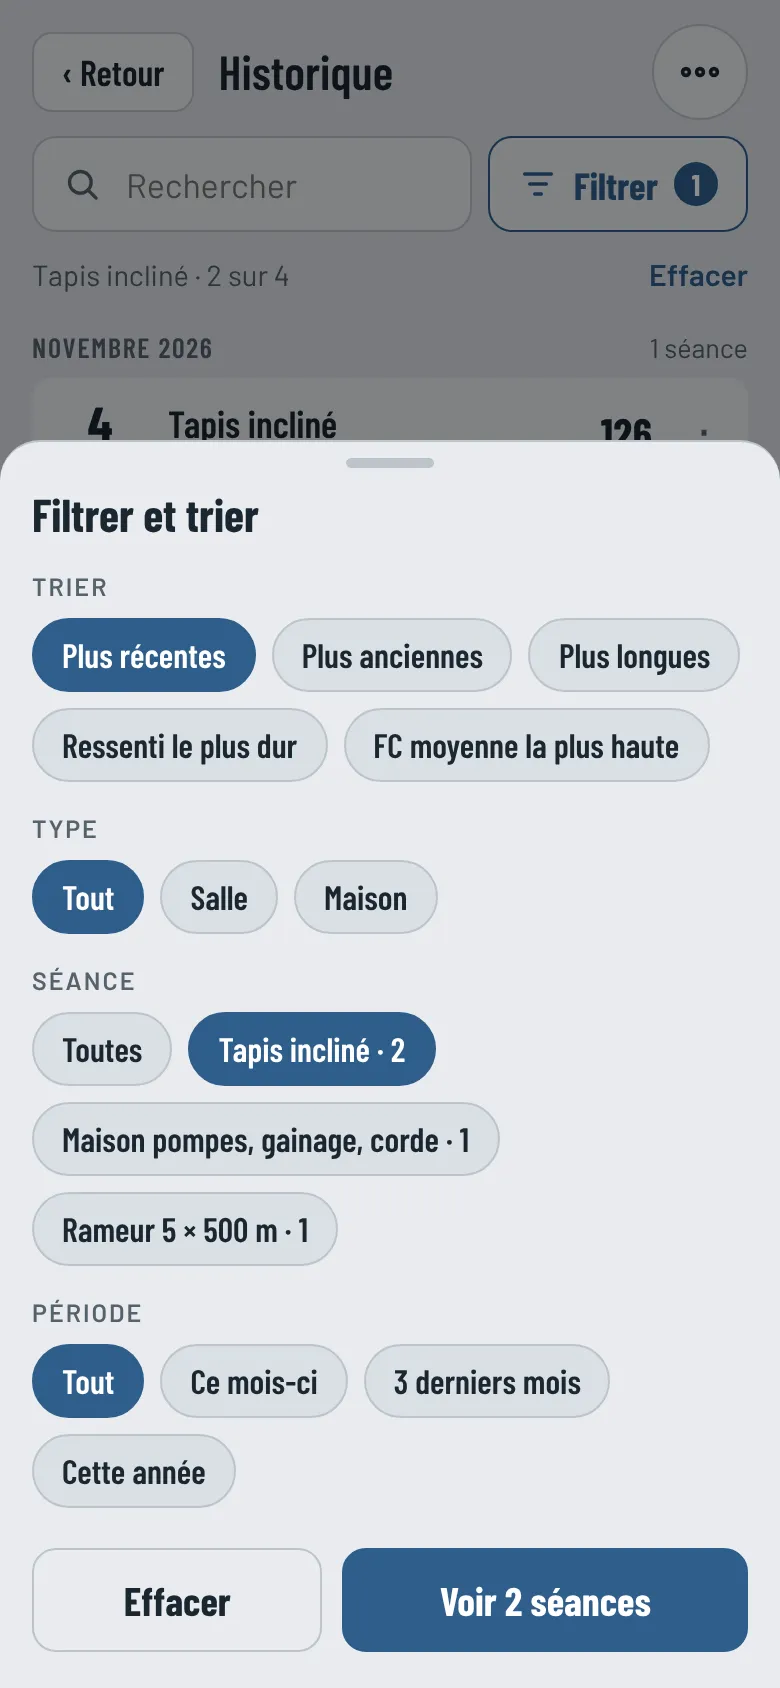 ‹ Retour
Historique
Rechercher
Filtrer 1
Tapis incliné · 2 sur 4
Effacer
NOVEMBRE 2026
1 séance
4
Tapis incliné
126
Filtrer et trier
TRIER
Plus récentes
Plus anciennes
Plus longues
Ressenti le plus dur
FC moyenne la plus haute
TYPE
Tout
Salle
Maison
SÉANCE
Toutes
Tapis incliné · 2
Maison pompes, gainage, corde · 1
Rameur 5 × 500 m · 1
PÉRIODE
Tout
Ce mois-ci
3 derniers mois
Cette année
Effacer
Voir 2 séances